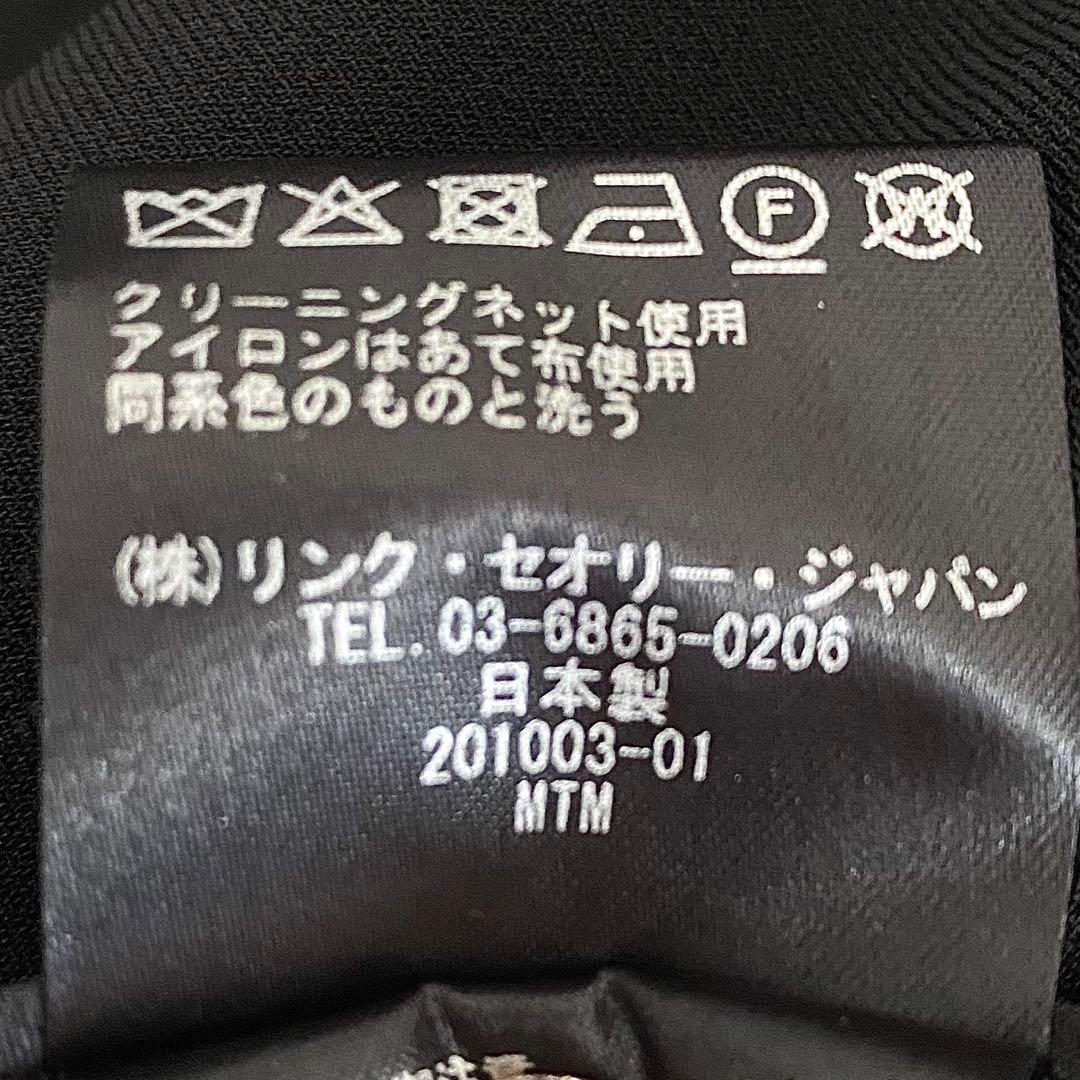 F W
クリーニングネット使用
アイロンはあて布使用
同系色のものと洗う
(株)リンク・セオリー・ジャパン
TEL. 03-6865-0206
日本製
201003-01
MTM